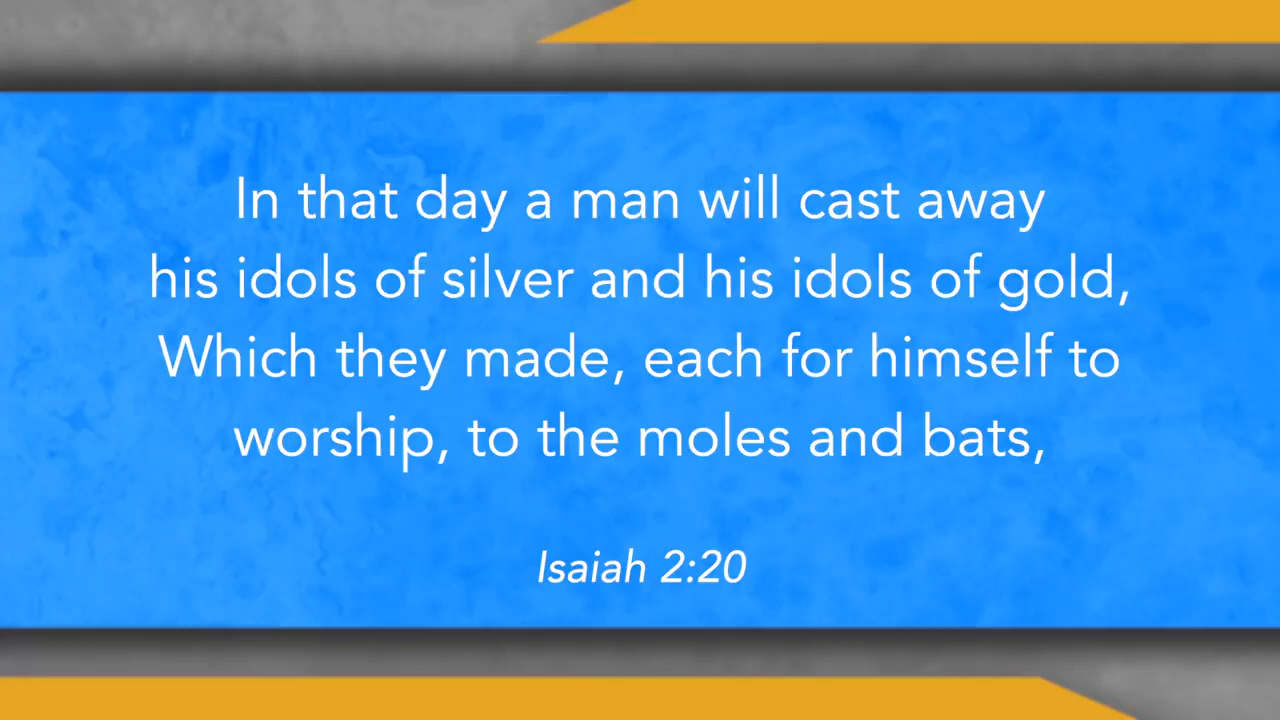 In that day a man will cast away
his idols of silver and his idols of gold,
Which they made, each for himself to
worship, to the moles and bats,
Isaiah 2:20